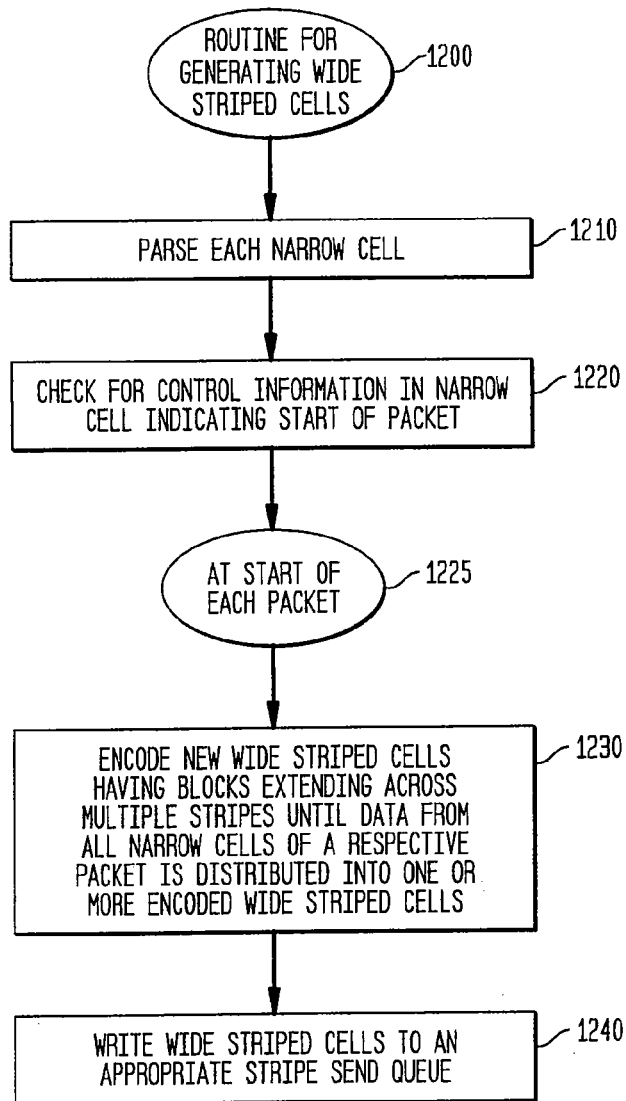 ROUTINE FOR
GENERATING WIDE
STRIPED CELLS
1200
PARSE EACH NARROW CELL
1210
CHECK FOR CONTROL INFORMATION IN NARROW
CELL INDICATING START OF PACKET
1220
AT START OF
EACH PACKET
1225
ENCODE NEW WIDE STRIPED CELLS
HAVING BLOCKS EXTENDING ACROSS
MULTIPLE STRIPES UNTIL DATA FROM
ALL NARROW CELLS OF A RESPECTIVE
PACKET IS DISTRIBUTED INTO ONE OR
MORE ENCODED WIDE STRIPED CELLS
1230
WRITE WIDE STRIPED CELLS TO AN
APPROPRIATE STRIPE SEND QUEUE
1240